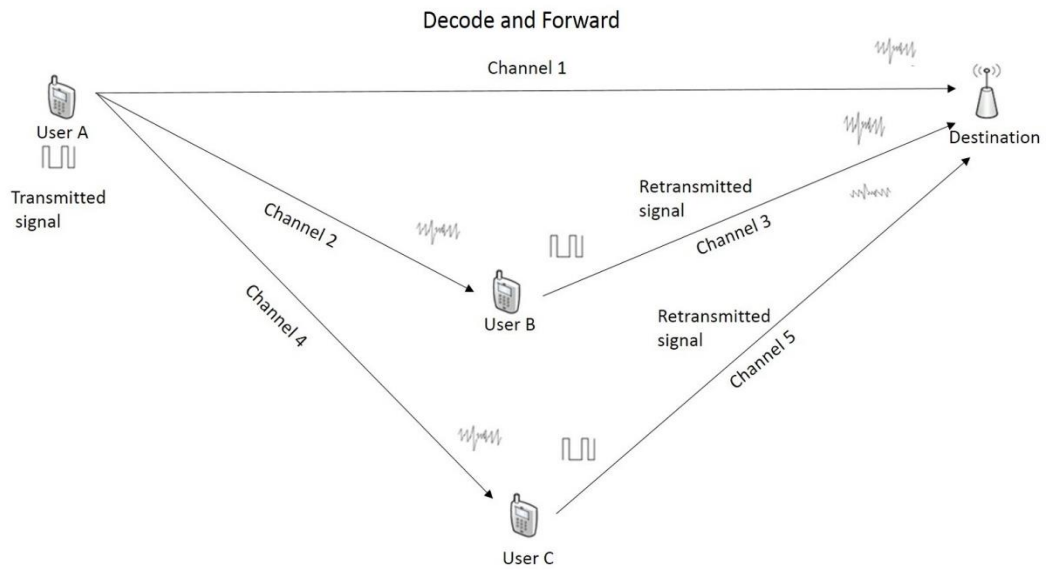 Decode and Forward
Channel 1
User A
Destination
Transmitted
signal
Channel 2
Retransmitted
signal
Channel 3
User B
Channel 4
Retransmitted
signal
Channel 5
User C